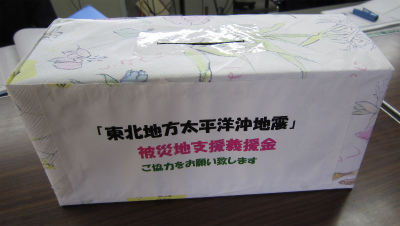 「東北地方太平洋沖地震」
被災地支援義援金
ご協力をお願い致します